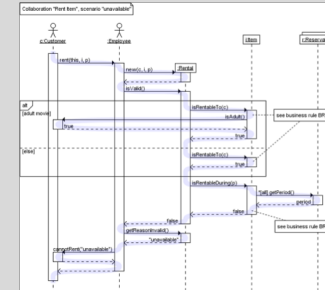 Collaboration "Rent Item", scenario "unavailable"
c:Customer
:Employee
:Rental
i:Item
r:Reserva
rent(this, i, p)
new(c, i, p)
isValid()
alt
[adult movie]
isRentableTo(c)
isAdult()
true
true
see business rule BR
[else]
isRentableTo(c)
true
isRentableDuring(p)
*[all] getPeriod()
period
false
false
see business rule BR
getReasonInvalid()
"unavailable"
cannotRent("unavailable")